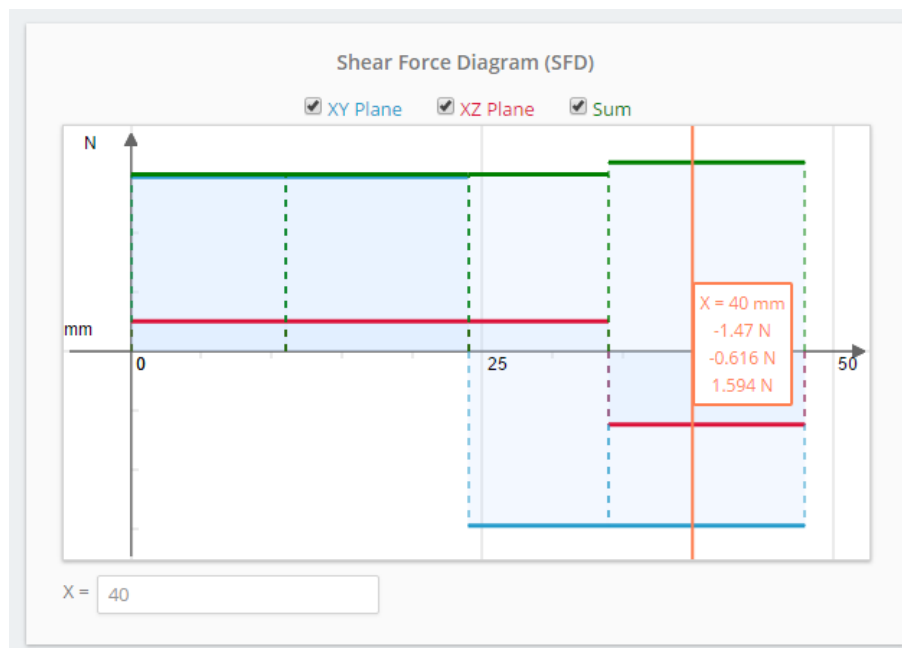 Shear Force Diagram (SFD)
XY Plane XZ Plane Sum
N
mm
0 25 50
X = 40 mm
-1.47 N
-0.616 N
1.594 N
X = 40